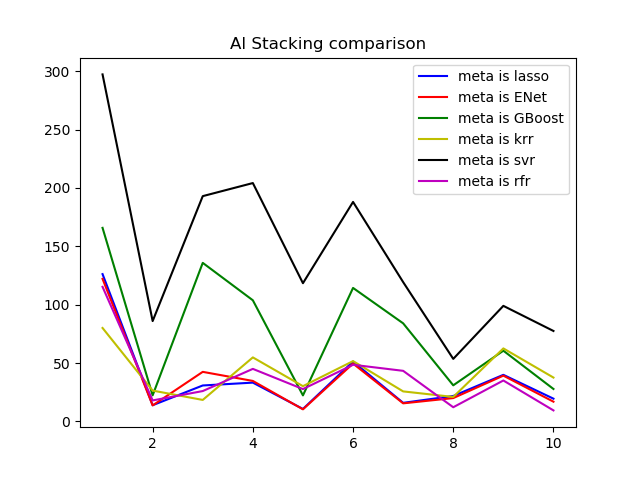 Al Stacking comparison
300
250
200
150
100
50
0
2
4
6
8
10
meta is lasso
meta is ENet
meta is GBoost
meta is krr
meta is svr
meta is rfr